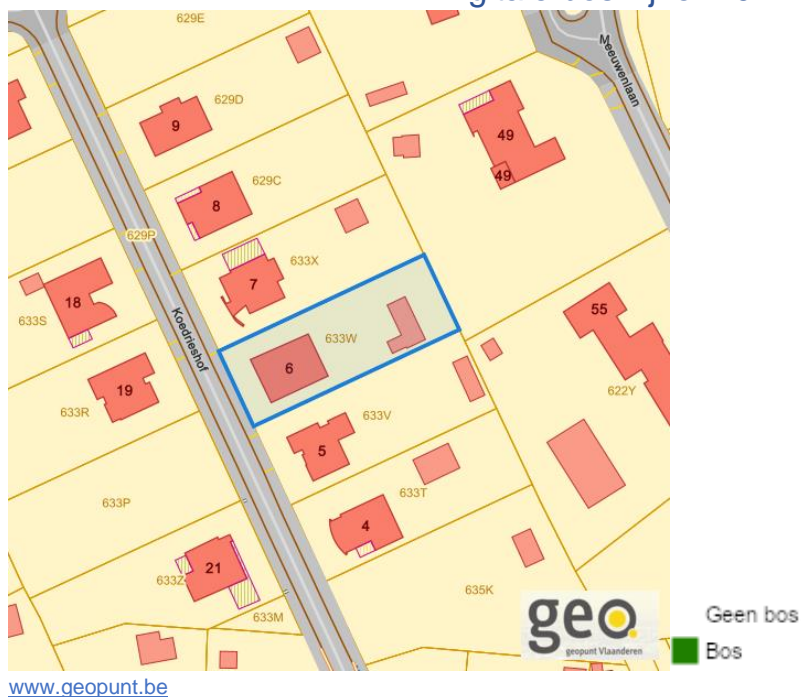 629E
Meeuwenlaan
629D
9
49
49
629C
8
629P
633X
7
18
633S
Koedrieshof
633W
6
55
19
633R
622Y
633V
5
633P
633T
4
21
633Z
635K
633M
geo.
geopunt Vlaanderen
Geen bos
Bos
www.geopunt.be